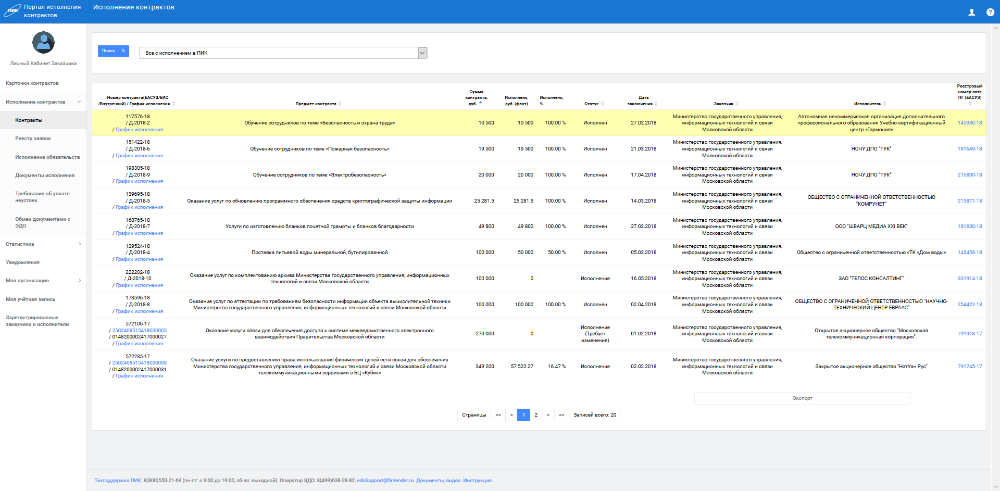 ПИК
Портал исполнения
контрактов
Исполнение контрактов
?
Личный Кабинет Заказчика
Карточки контрактов
Исполнение контрактов
Контракты
Реестр заявок
Исполнение обязательств
Документы исполнения
Требования об уплате
неустоек
Обмен документами с
ЭДО
Статистика
Уведомления
Моя организация
Моя учётная запись
Зарегистрированные
заказчики и исполнители
Поиск
Все с исполнением в ПИК
Номер контракта(ЕАСУЗ/ЕИС
/Внутренний) / График исполнения
Предмет контракта
Сумма
контракта,
руб.
Исполнено,
руб. (факт)
Исполнено,
%
Статус
Дата
заключения
Заказчик
Исполнитель
Реестровый
номер лота
ПГ (ЕАСУЗ)
117576-18
/ Д-2018-2
/ График исполнения
Обучение сотрудников по теме «Безопасность и охрана труда»
10 500
10 500
100.00 %
Исполнен
27.02.2018
Министерство государственного управления,
информационных технологий и связи
Московской области
Автономная некоммерческая организация дополнительного
профессионального образования Учебно-сертификационный
центр «Гармония»
145380-18
151422-18
/ Д-2018-6
/ График исполнения
Обучение сотрудников по теме «Пожарная безопасность»
19 500
19 500
100.00 %
Исполнен
21.03.2018
Министерство государственного управления,
информационных технологий и связи
Московской области
НОЧУ ДПО "ТУК"
181649-18
198305-18
/ Д-2018-9
/ График исполнения
Обучение сотрудников по теме «Электробезопасность»
20 000
20 000
100.00 %
Исполнен
17.04.2018
Министерство государственного управления,
информационных технологий и связи
Московской области
НОЧУ ДПО "ТУК"
215830-18
139695-18
/ Д-2018-5
/ График исполнения
Оказание услуг по обновлению программного обеспечения средств криптографической защиты информации
25 281.5
25 281.5
100.00 %
Исполнен
14.03.2018
Министерство государственного управления,
информационных технологий и связи
Московской области
ОБЩЕСТВО С ОГРАНИЧЕННОЙ ОТВЕТСТВЕННОСТЬЮ
"КОМРУНЕТ"
215871-18
168765-18
/ Д-2018-7
/ График исполнения
Услуги по изготовлению бланков почетной грамоты и бланков благодарности
49 800
49 800
100.00 %
Исполнен
27.03.2018
Министерство государственного управления,
информационных технологий и связи
Московской области
ООО "ШВАРЦ МЕДИА XXI ВЕК"
181630-18
129524-18
/ Д-2018-4
/ График исполнения
Поставка питьевой воды минеральной, бутилированной
100 000
50 000
50.00 %
Исполнен
05.03.2018
Министерство государственного управления,
информационных технологий и связи
Московской области
Общество с ограниченной ответственностью «ТК «Дом воды»
145456-18
222202-18
/ Д-2018-10
/ График исполнения
Оказание услуг по комплектованию архива Министерства государственного управления, информационных
технологий и связи Московской области
100 000
0
Исполнение
16.05.2018
Министерство государственного управления,
информационных технологий и связи
Московской области
ЗАО "ТЕЛОС КОНСАЛТИНГ"
331914-18
173596-18
/ Д-2018-8
/ График исполнения
Оказание услуг по аттестации по требованиям безопасности информации объекта вычислительной техники
Министерства государственного управления, информационных технологий и связи Московской области
100 000
100 000
100.00 %
Исполнен
02.04.2018
Министерство государственного управления,
информационных технологий и связи
Московской области
ОБЩЕСТВО С ОГРАНИЧЕННОЙ ОТВЕТСТВЕННОСТЬЮ "НАУЧНО-
ТЕХНИЧЕСКИЙ ЦЕНТР ЕВРААС"
254422-18
572106-17
/ 2502408515418000005
/ 0148200002417000027
/ График исполнения
Оказание услуги связи для обеспечения доступа к системе межведомственного электронного
взаимодействия Правительства Московской области
270 000
0
Исполнение
(Требует
изменения)
01.02.2018
Министерство государственного управления,
информационных технологий и связи
Московской области
Открытое акционерное общество "Московская
телекоммуникационная корпорация".
791918-17
572235-17
/ 2502408515418000008
/ 0148200002417000031
/ График исполнения
Оказание услуги по предоставлению права использования физических цепей сети связи для обеспечения
Министерства государственного управления, информационных технологий и связи Московской области
телекоммуникационными сервисами в БЦ «Кубик»
349 200
57 522.27
16.47 %
Исполнение
02.02.2018
Министерство государственного управления,
информационных технологий и связи
Московской области
Закрытое акционерное общество "НэтУан Рус"
791745-17
Экспорт
Страницы << < 1 2 > >> Записей всего: 20
Техподдержка ПИК: 8(800)550-21-69 (пн-пт: с 9:00 до 19:00, сб-вс: выходной). Оператор ЭДО: 8(499)638-28-82, edoSupport@fintender.ru. Документы, видео. Инструкция.